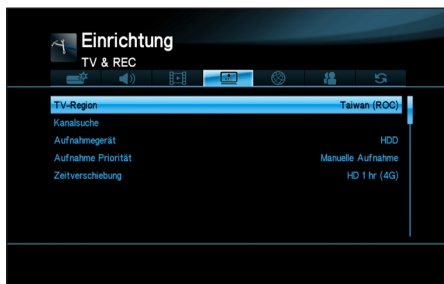 Einrichtung
TV & REC
TV-Region Taiwan (ROC)
Kanalsuche
Aufnahmegerät HDD
Aufnahme Priorität Manuelle Aufnahme
Zeitverschiebung HD 1 hr (4G)